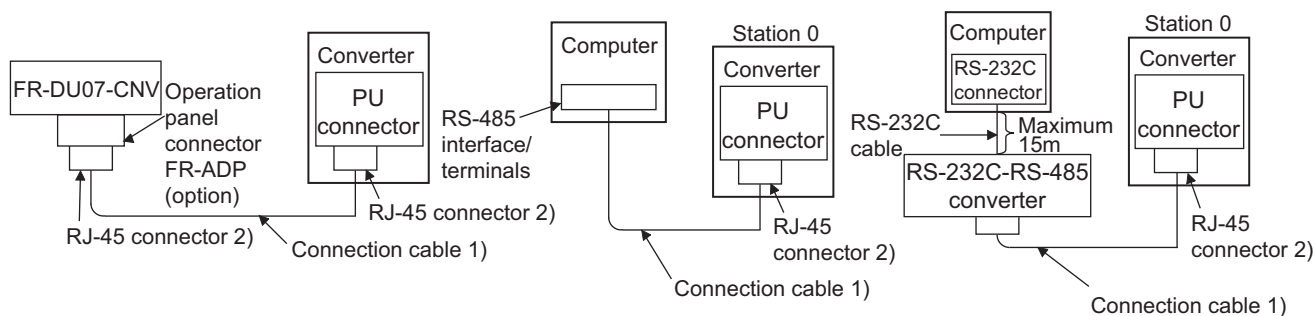 FR-DU07-CNV
Operation
panel
connector
FR-ADP
(option)
RJ-45 connector 2)
Converter
PU
connector
RJ-45 connector 2)
Connection cable 1)
Computer
RS-485
interface/
terminals
Station 0
Converter
PU
connector
RJ-45
connector 2)
Connection cable 1)
Computer
RS-232C
connector
RS-232C
cable
Maximum
15m
RS-232C-RS-485
converter
Station 0
Converter
PU
connector
RJ-45
connector 2)
Connection cable 1)